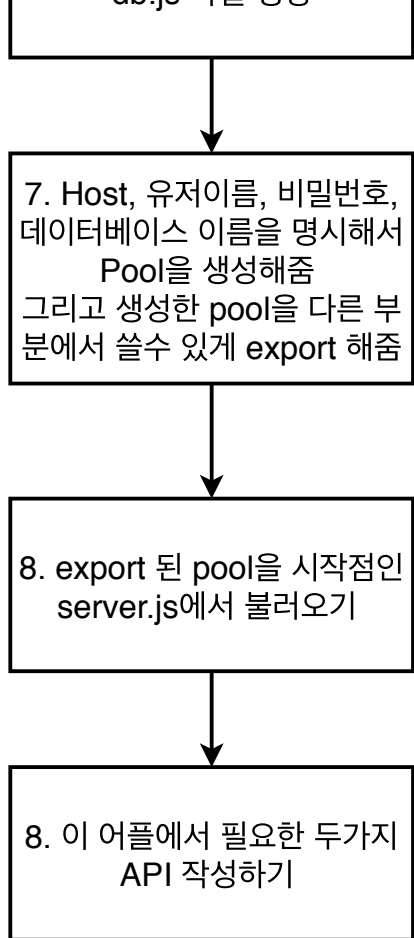 7. Host, 유저이름, 비밀번호,
데이터베이스 이름을 명시해서
Pool을 생성해줌
그리고 생성한 pool을 다른 부
분에서 쓸수 있게 export 해줌
8. export 된 pool을 시작점인
server.js에서 불러오기
8. 이 어플에서 필요한 두가지
API 작성하기